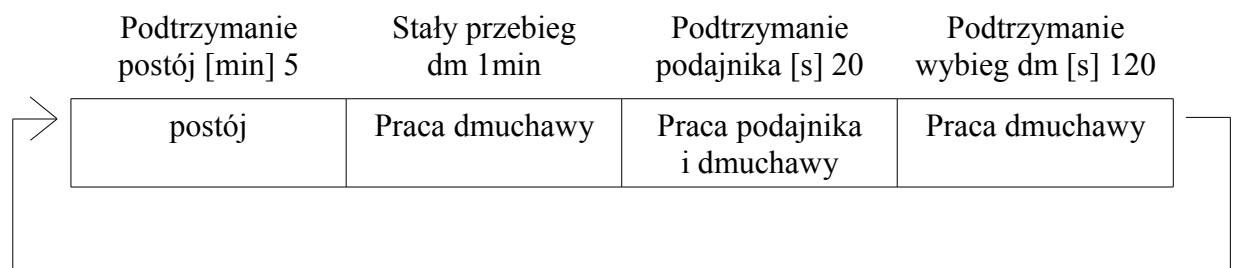 Podtrzymanie
postój [min] 5
Stały przebieg
dm 1min
Podtrzymanie
podajnika [s] 20
Podtrzymanie
wybieg dm [s] 120
postój
Praca dmuchawy
Praca podajnika
i dmuchawy
Praca dmuchawy